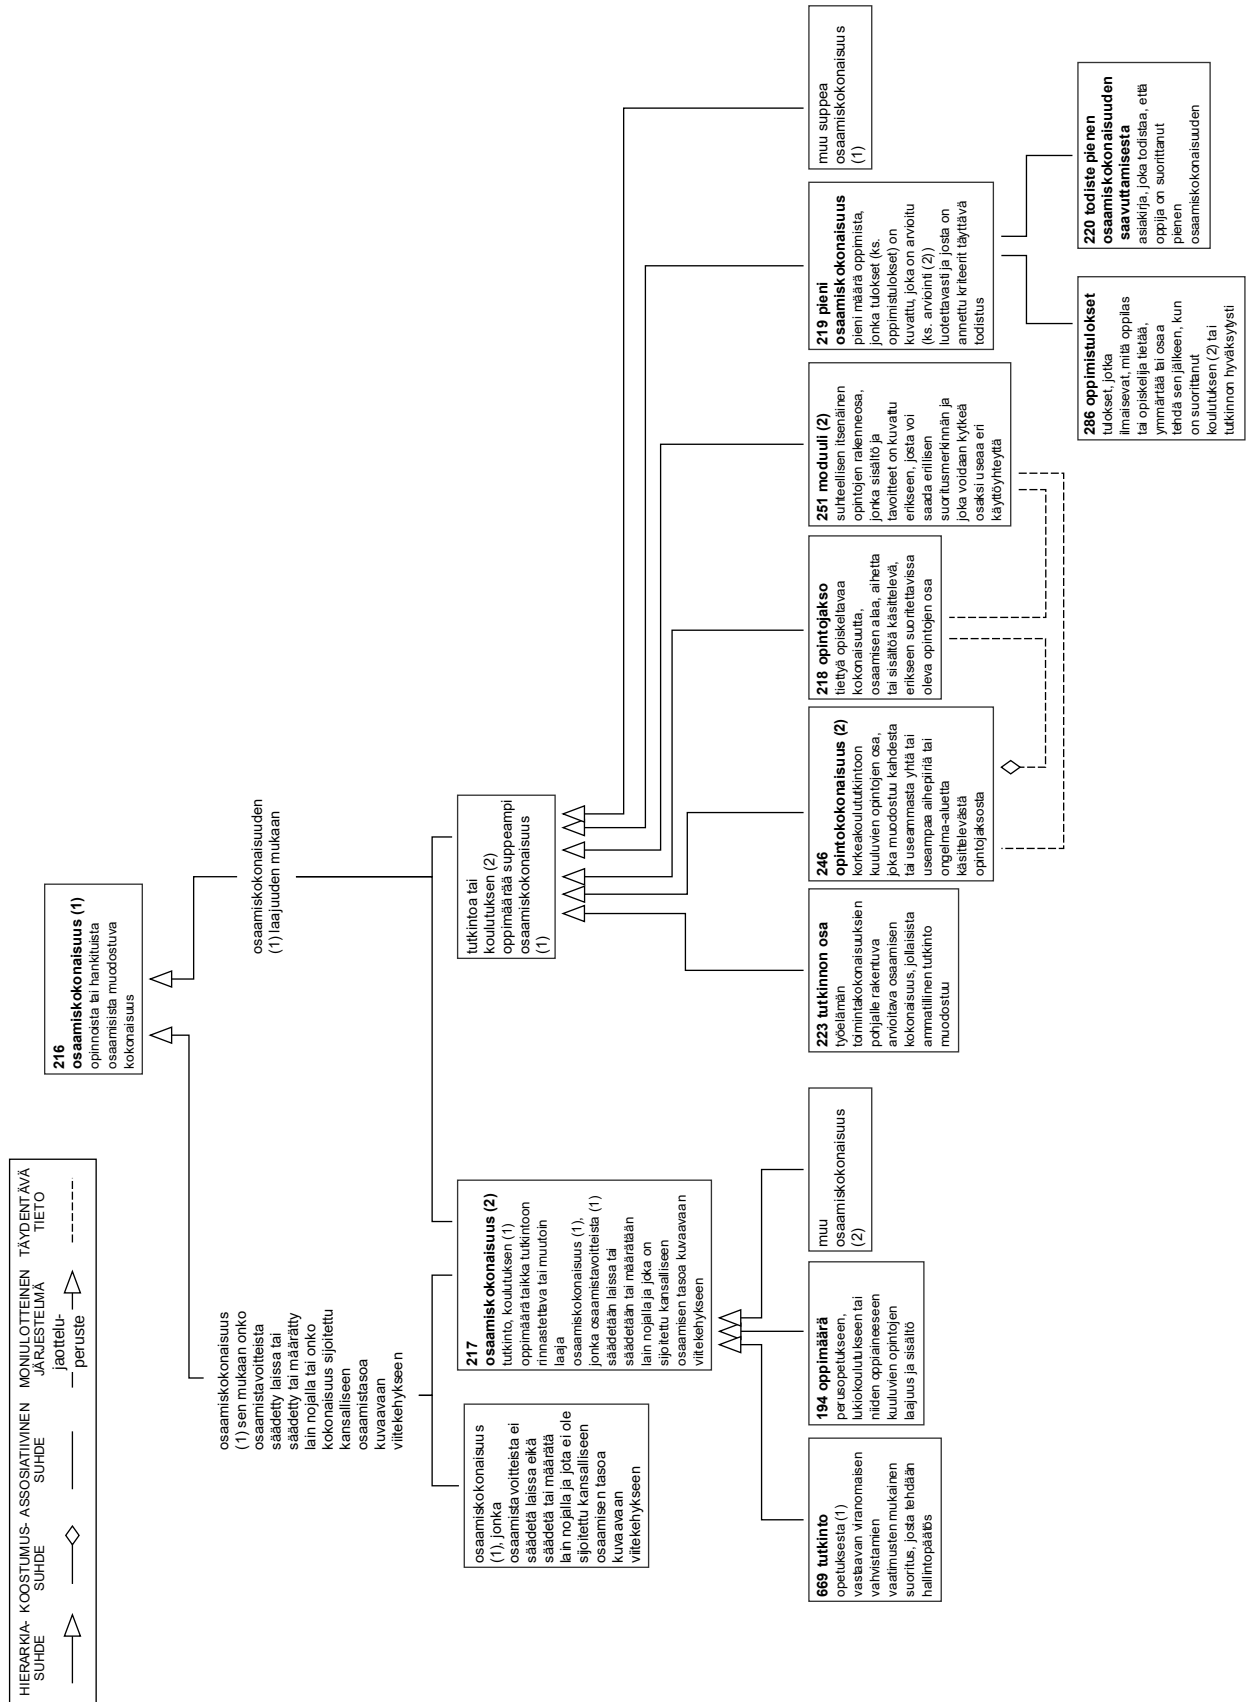 HIERARKIA-
SUHDE
KOOSTUMUS-
SUHDE
ASSOSIATIIVINEN
SUHDE
MONIULOTTEINEN
JÄRJESTELMÄ
jaottelu-
peruste
TÄYDENTÄVÄ
TIETO
216
osaamiskokonaisuus (1)
opinnoista tai hankituista
osaamisista muodostuva
kokonaisuus
osaamiskokonaisuus
(1) sen mukaan onko
osaamistavoitteista
säädetty laissa tai
säädetty tai määrätty
lain nojalla tai onko
kokonaisuus sijoitettu
kansalliseen
osaamistasoa
kuvaavaan
viitekehykseen
osaamiskokonaisuuden
(1) laajuuden mukaan
osaamiskokonaisuus
(1), jonka
osaamistavoitteista ei
säädetä laissa eikä
säädetä tai määrätä
lain nojalla ja jota ei ole
sijoitettu kansalliseen
osaamisen tasoa
kuvaavaan
viitekehykseen
217
osaamiskokonaisuus (2)
tutkinto, koulutuksen (1)
oppimäärä taikka tutkintoon
rinnastettava tai muutoin
laaja
osaamiskokonaisuus (1),
jonka osaamistavoitteista (1)
säädetään laissa tai
säädetään tai määrätään
lain nojalla ja joka on
sijoitettu kansalliseen
osaamisen tasoa kuvaavaan
viitekehykseen
tutkintoa tai
koulutuksen (2)
oppimäärää suppeampi
osaamiskokonaisuus
(1)
669 tutkinto
opetuksesta (1)
vastaavan viranomaisen
vahvistamien
vaatimusten mukainen
suoritus, josta tehdään
hallintopäätös
194 oppimäärä
perusopetukseen,
lukiokoulutukseen tai
niiden oppiaineeseen
kuuluvien opintojen
laajuus ja sisältö
muu
osaamiskokonaisuus
(2)
223 tutkinnon osa
työelämän
toimintakokonaisuuksien
pohjalle rakentuva
arvioitava osaamisen
kokonaisuus, jollaisista
ammatillinen tutkinto
muodostuu
246
opintokokonaisuus (2)
korkeakoulututkintoon
kuuluvien opintojen osa,
joka muodostuu kahdesta
tai useammasta yhtä tai
useampaa aihepiiriä tai
ongelma-aluetta
käsittelevästä
opintojaksosta
218 opintojakso
tiettyä opiskeltavaa
kokonaisuutta,
osaamisen alaa, aihetta
tai sisältöä käsittelevä,
erikseen suoritettavissa
oleva opintojen osa
251 moduuli (2)
suhteellisen itsenäinen
opintojen rakenneosa,
jonka sisältö ja
tavoitteet on kuvattu
erikseen, josta voi
saada erillisen
suoritusmerkinnän ja
joka voidaan kytkeä
osaksi useaa eri
käyttöyhteyttä
219 pieni
osaamiskokonaisuus
pieni määrä oppimista,
jonka tulokset (ks.
oppimistulokset) on
kuvattu, joka on arvioitu
(ks. arviointi (2))
luotettavasti ja josta on
annettu kriteerit täyttävä
todistus
muu suppea
osaamiskokonaisuus
(1)
286 oppimistulokset
tulokset, jotka
ilmaisevat, mitä oppilas
tai opiskelija tietää,
ymmärtää tai osaa
tehdä sen jälkeen, kun
on suorittanut
koulutuksen (2) tai
tutkinnon hyväksytysti
220 todiste pienen
osaamiskokonaisuuden
saavuttamisesta
asiakirja, joka todistaa, että
oppija on suorittanut
pienen
osaamiskokonaisuuden